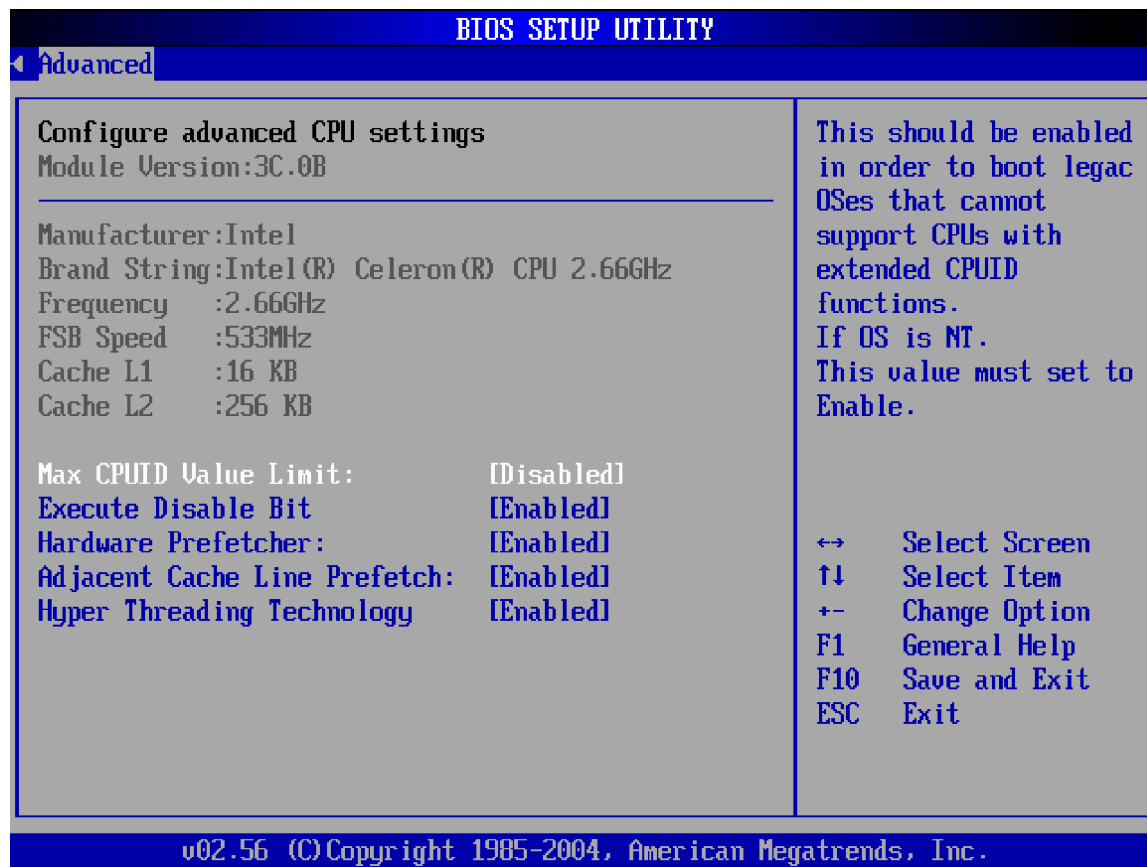 BIOS SETUP UTILITY
Advanced
Configure advanced CPU settings
Module Version:3C.0B
Manufacturer:Intel
Brand String:Intel(R) Celeron(R) CPU 2.66GHz
Frequency :2.66GHz
FSB Speed :533MHz
Cache L1 :16 KB
Cache L2 :256 KB
Max CPUID Value Limit: [Disabled]
Execute Disable Bit [Enabled]
Hardware Prefetcher: [Enabled]
Adjacent Cache Line Prefetch: [Enabled]
Hyper Threading Technology [Enabled]
This should be enabled
in order to boot legac
OSes that cannot
support CPUs with
extended CPUID
functions.
If OS is NT.
This value must set to
Enable.
←→ Select Screen
↑↓ Select Item
+- Change Option
F1 General Help
F10 Save and Exit
ESC Exit
v02.56 (C)Copyright 1985-2004, American Megatrends, Inc.